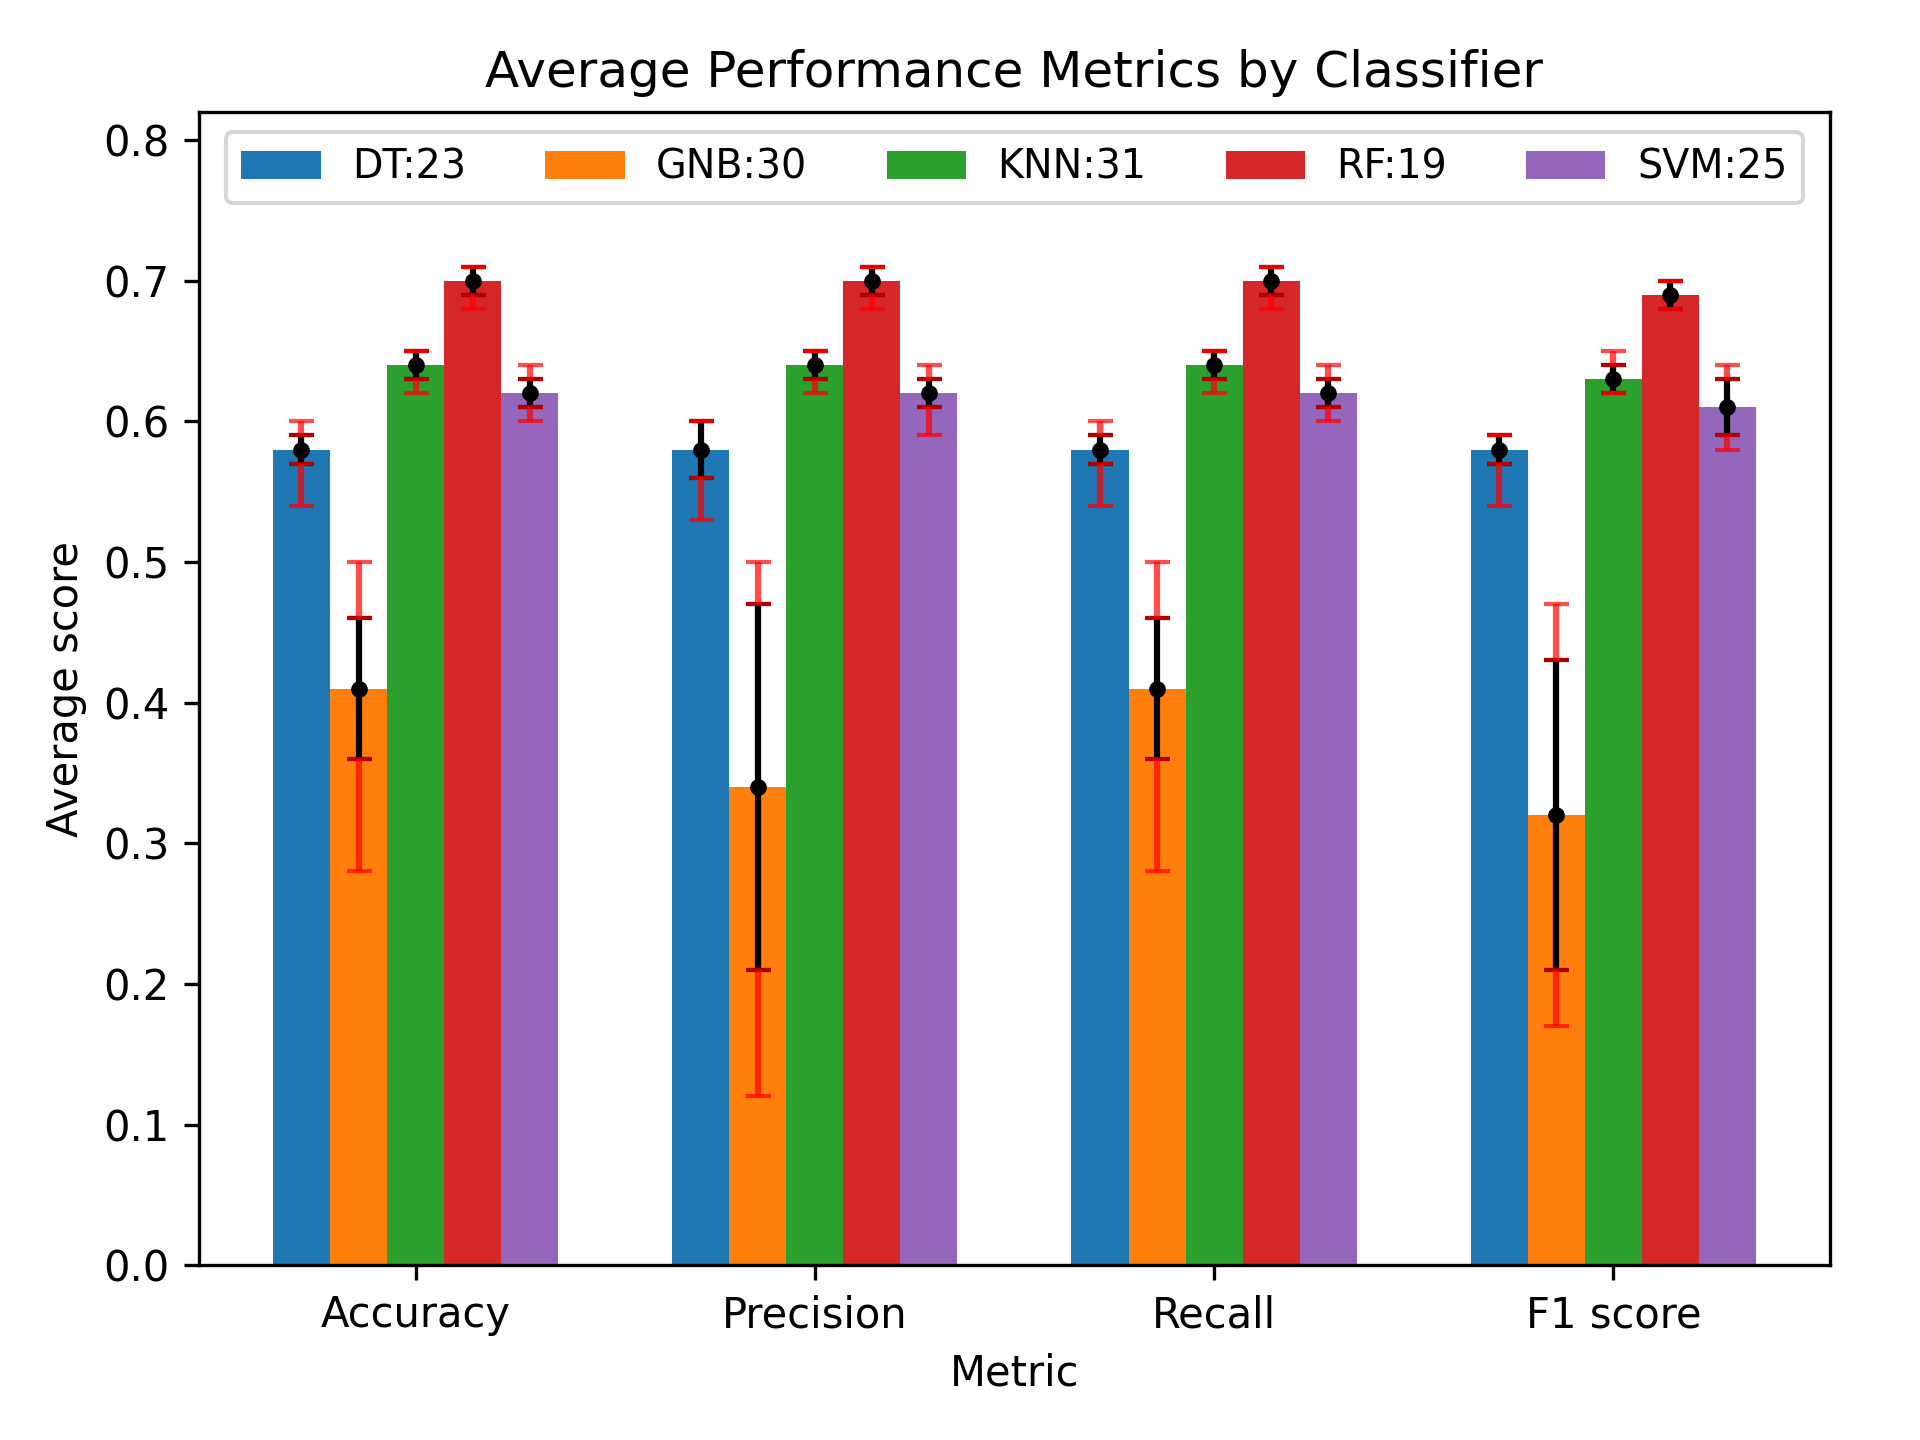 Average Performance Metrics by Classifier
DT:23 GNB:30 KNN:31 RF:19 SVM:25
0.8
0.7
0.6
0.5
0.4
0.3
0.2
0.1
0.0
Average score
Accuracy Precision Recall F1 score
Metric